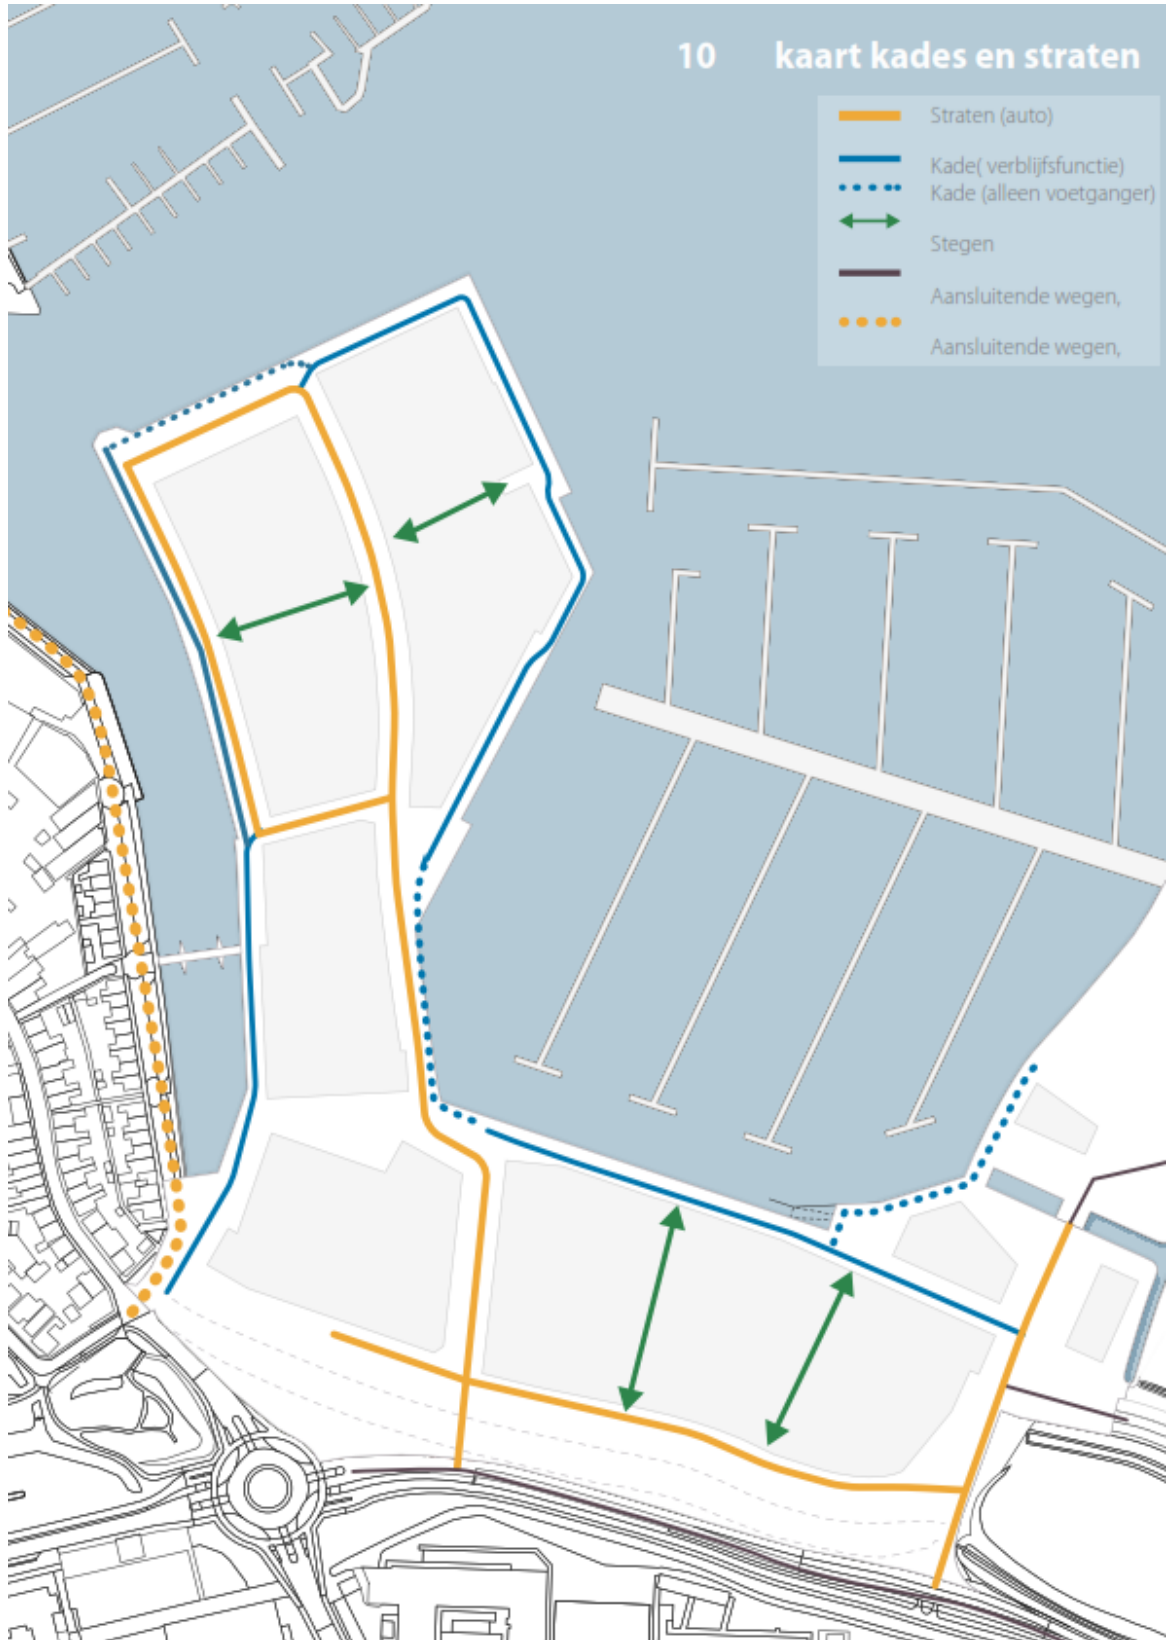 10 kaart kades en straten
Straten (auto)
Kade( verblijfsfunctie)
Kade (alleen voetganger)
Stegen
Aansluitende wegen,
Aansluitende wegen,